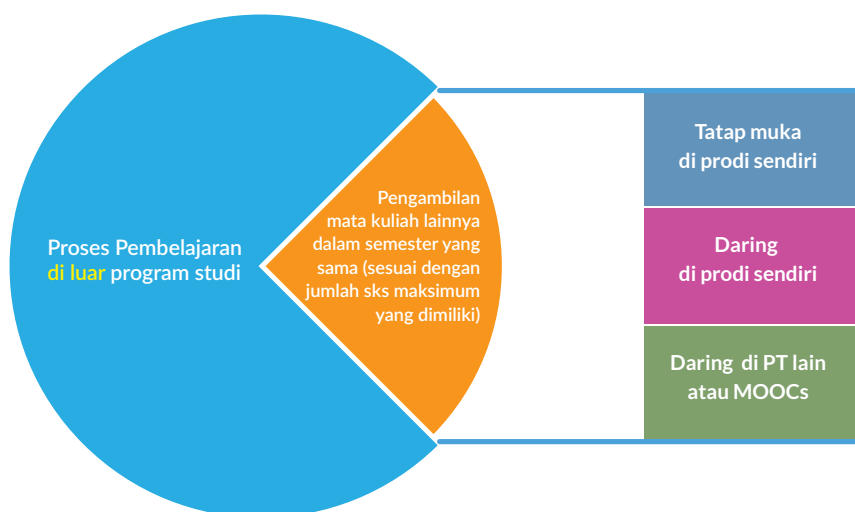 Proses Pembelajaran
di luar program studi
Pengambilan
mata kuliah lainnya
dalam semester yang
sama (sesuai dengan
jumlah sks maksimum
yang dimiliki)
Tatap muka
di prodi sendiri
Daring
di prodi sendiri
Daring di PT lain
atau MOOCs